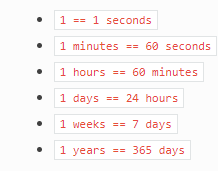 1 == 1 seconds
1 minutes == 60 seconds
1 hours == 60 minutes
1 days == 24 hours
1 weeks == 7 days
1 years == 365 days